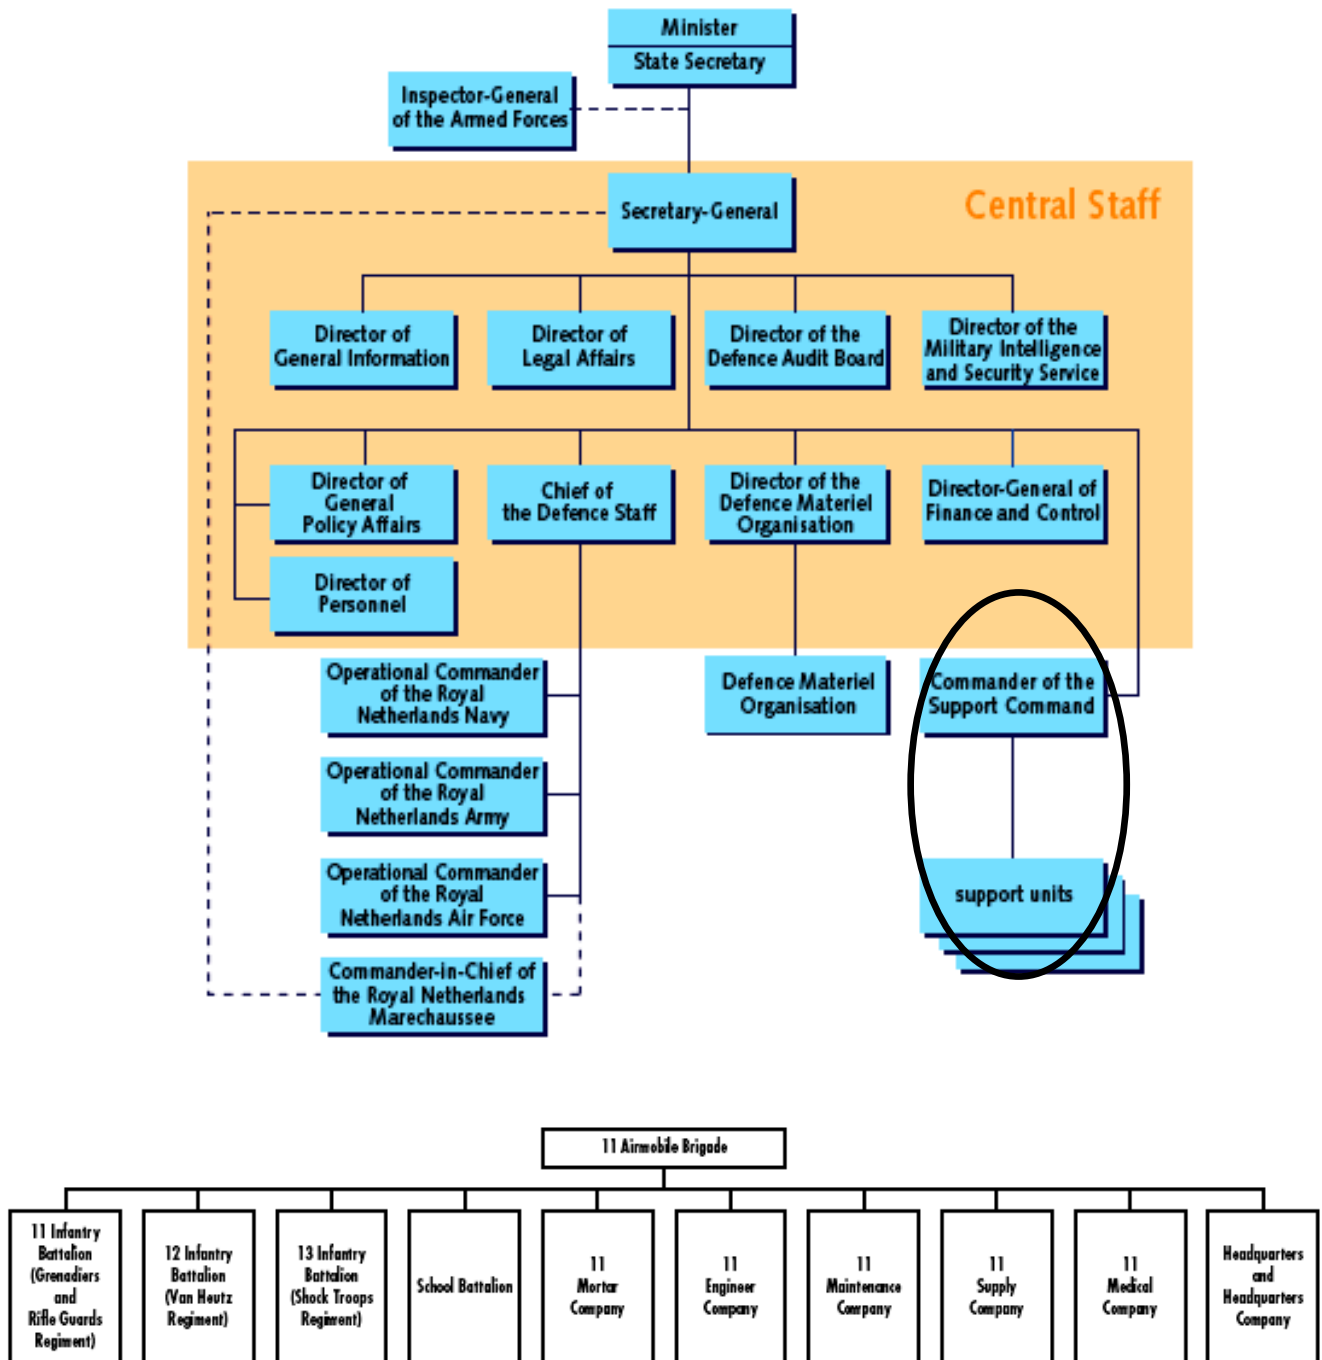 Minister
State Secretary
Inspector-General
of the Armed Forces
Central Staff
Secretary-General
Director of
General Information
Director of
Legal Affairs
Director of the
Defence Audit Board
Director of the
Military Intelligence
and Security Service
Director of
General
Policy Affairs
Chief of
the Defence Staff
Director of the
Defence Materiel
Organisation
Director-General of
Finance and Control
Director of
Personnel
Operational Commander
of the Royal
Netherlands Navy
Defence Materiel
Organisation
Commander of the
Support Command
Operational Commander
of the Royal
Netherlands Army
Operational Commander
of the Royal
Netherlands Air Force
support units
Commander-in-Chief of
the Royal Netherlands
Marechaussee
11 Airmobile Brigade
11 Infantry
Battalion
(Grenadiers
and
Rifle Guards
Regiment)
12 Infantry
Battalion
(Van Heutz
Regiment)
13 Infantry
Battalion
(Shock Troops
Regiment)
School Battalion
11
Mortar
Company
11
Engineer
Company
11
Maintenance
Company
11
Supply
Company
11
Medical
Company
Headquarters
and
Headquarters
Company